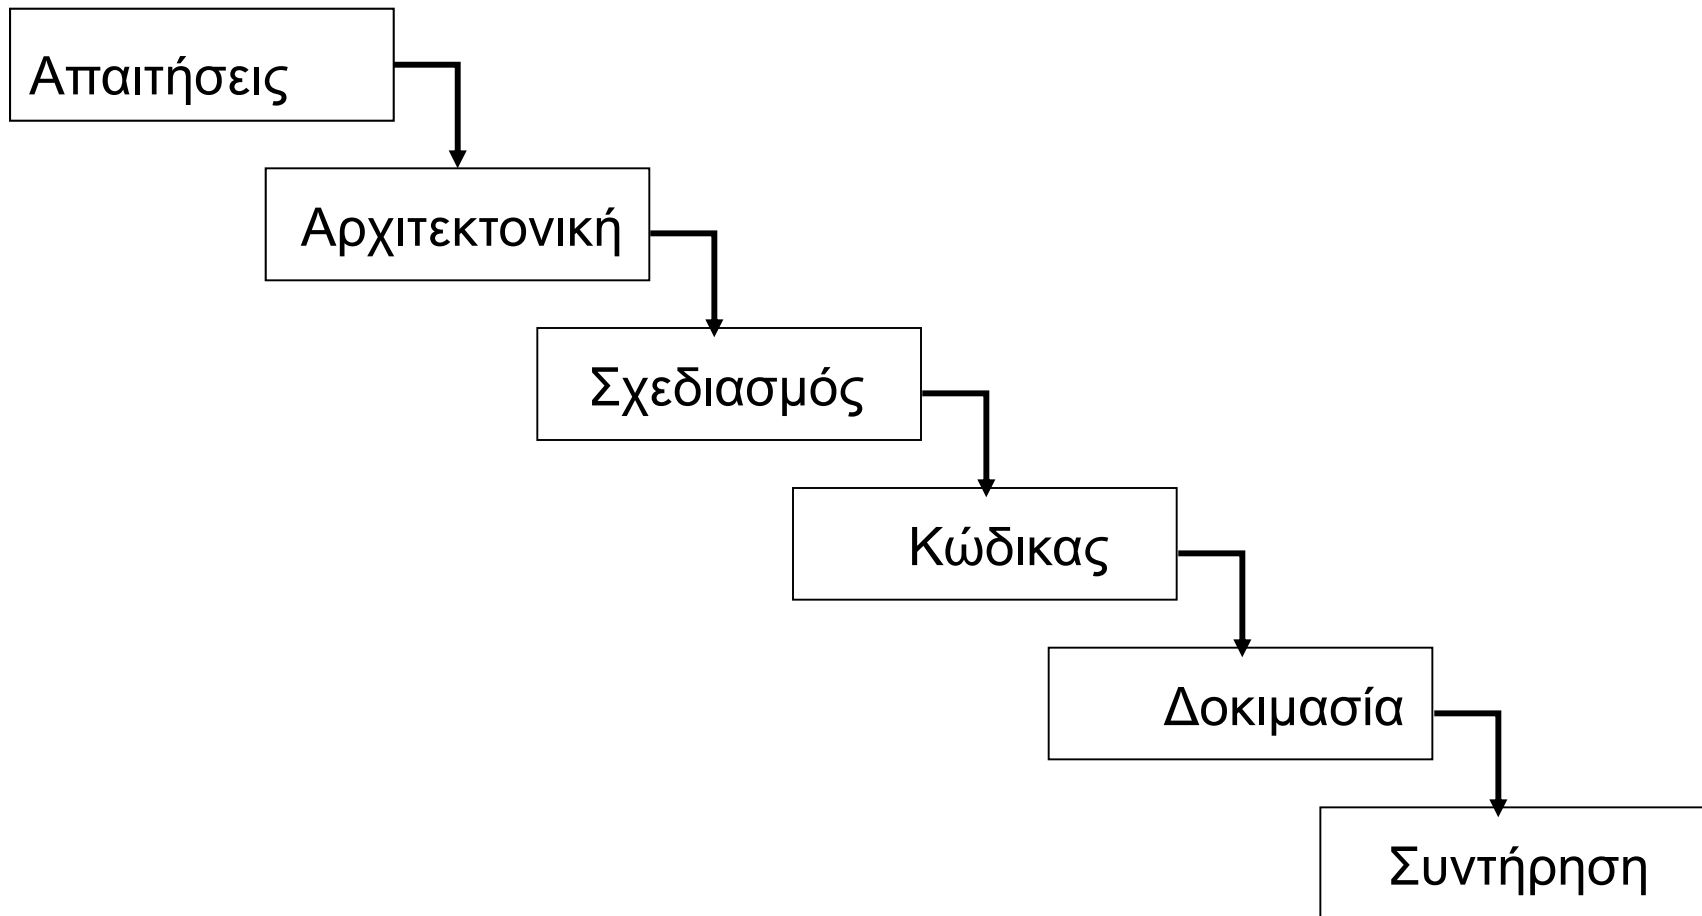 Απαιτήσεις
Αρχιτεκτονική
Σχεδιασμός
Κώδικας
Δοκιμασία
Συντήρηση